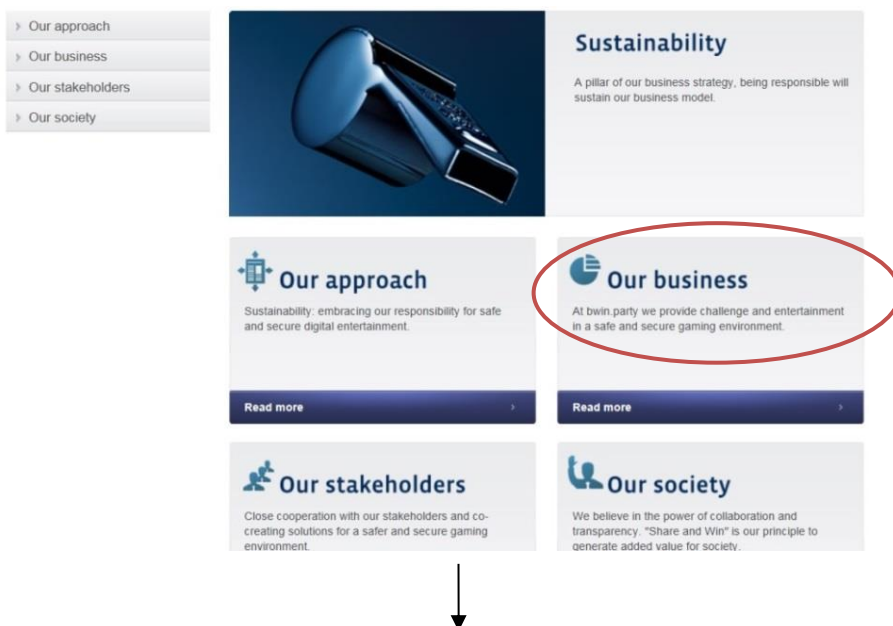 Our approach
Our business
Our stakeholders
Our society
Sustainability
A pillar of our business strategy, being responsible will
sustain our business model.
Our approach
Sustainability: embracing our responsibility for safe
and secure digital entertainment.
Read more
Our business
At bwin.party we provide challenge and entertainment
in a safe and secure gaming environment.
Read more
Our stakeholders
Close cooperation with our stakeholders and co-
creating solutions for a safer and secure gaming
environment.
Our society
We believe in the power of collaboration and
transparency. "Share and Win" is our principle to
generate added value for society.